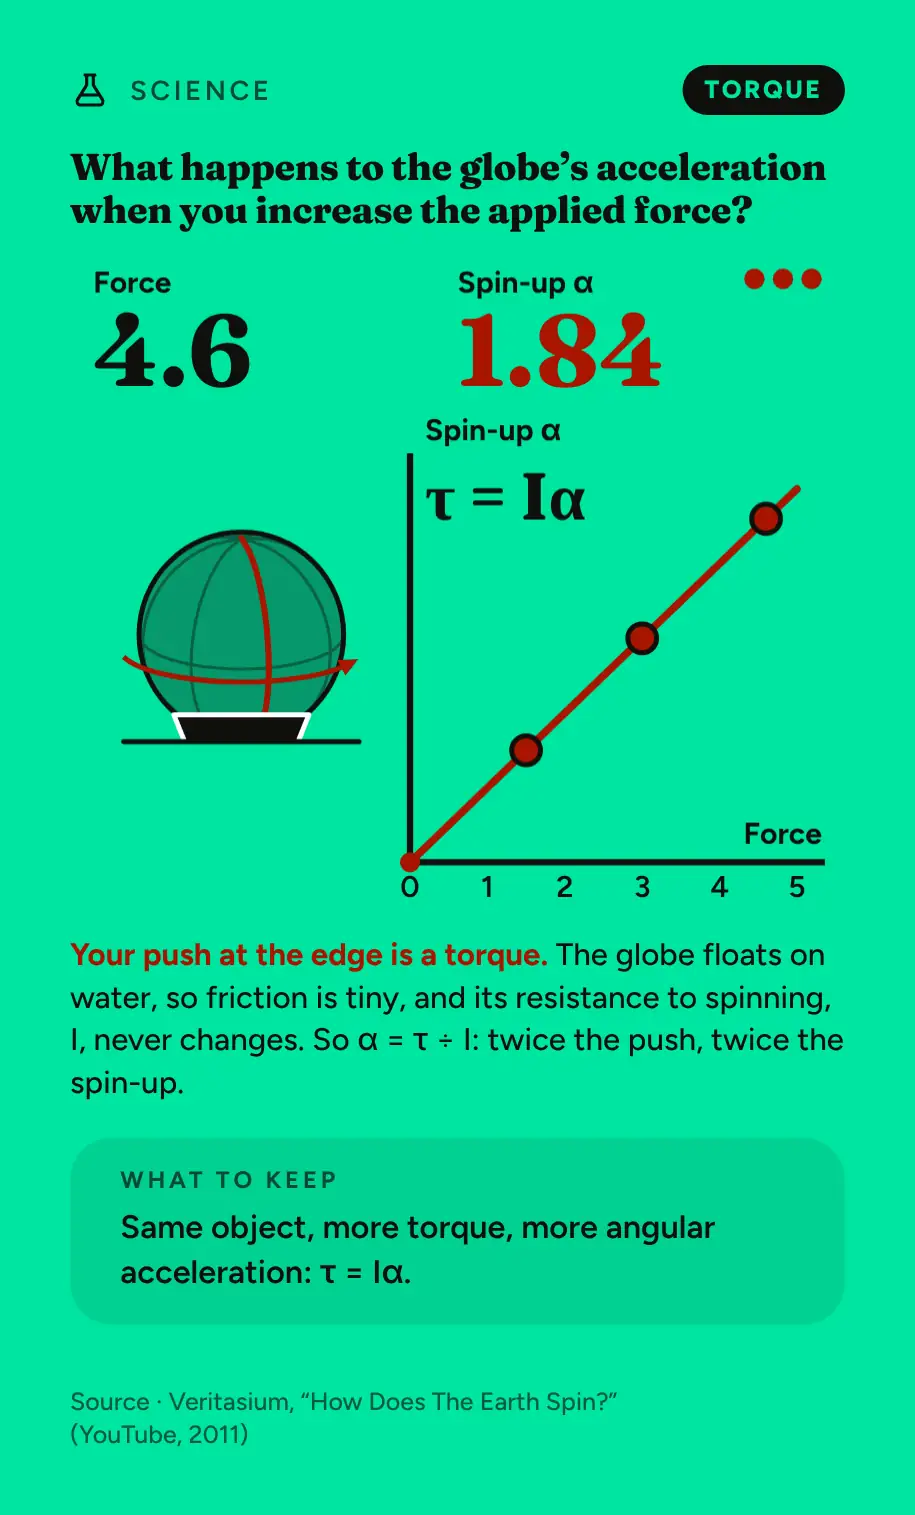 SCIENCE
TORQUE
What happens to the globe’s acceleration
when you increase the applied force?
Force
4.6
Spin-up α
1.84
Spin-up α
τ = Iα
Force
0 1 2 3 4 5
Your push at the edge is a torque. The globe floats on
water, so friction is tiny, and its resistance to spinning,
I, never changes. So α = τ ÷ I: twice the push, twice the
spin-up.
WHAT TO KEEP
Same object, more torque, more angular
acceleration: τ = Iα.
Source · Veritasium, “How Does The Earth Spin?”
(YouTube, 2011)